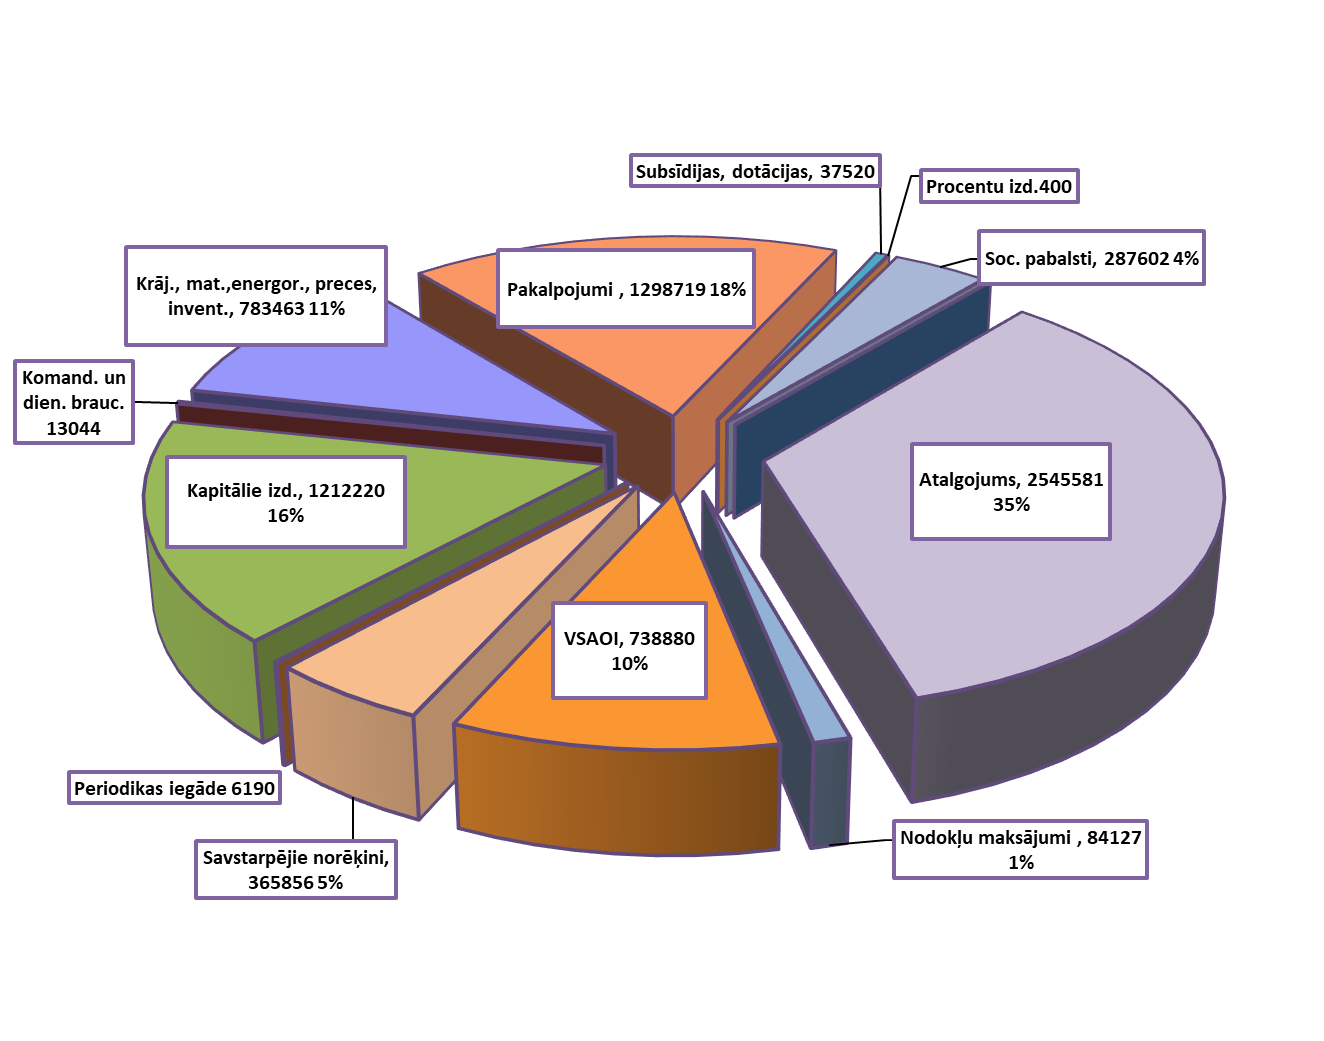 Subsīdijas, dotācijas, 37520
Procentu izd.400
Soc. pabalsti, 287602 4%
Krāj., mat.,energor., preces,
invent., 783463 11%
Pakalpojumi , 1298719 18%
Komand. un
dien. brauc.
13044
Kapitālie izd., 1212220
16%
Atalgojums, 2545581
35%
VSAOI, 738880
10%
Periodikas iegāde 6190
Savstarpējie norēķini,
365856 5%
Nodokļu maksājumi , 84127
1%